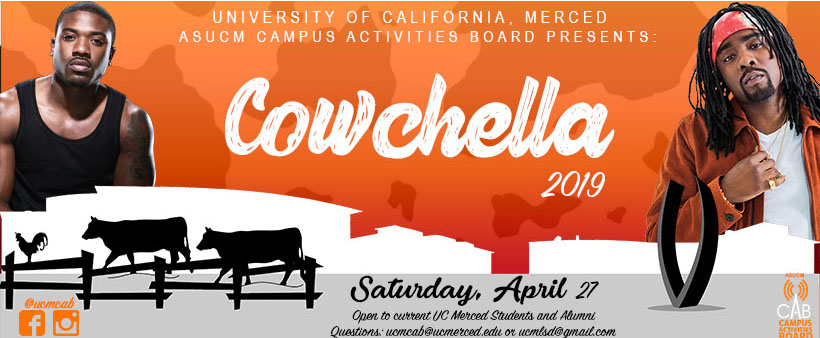 UNIVERSITY OF CALIFORNIA, MERCED
ASUCM CAMPUS ACTIVITIES BOARD PRESENTS:
Cowchella
2019
Saturday, April 27
Open to current UC Merced Students and Alumni
Questions: ucmcab@ucmerced.edu or ucmlsd@gmail.com
@ucmcab
ASUCM
CAB
CAMPUS
ACTIVITIES
BOARD